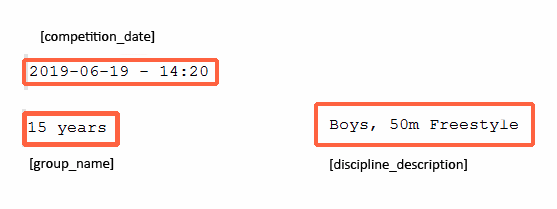 [competition_date]
2019-06-19 - 14:20
15 years
Boys, 50m Freestyle
[group_name]
[discipline_description]